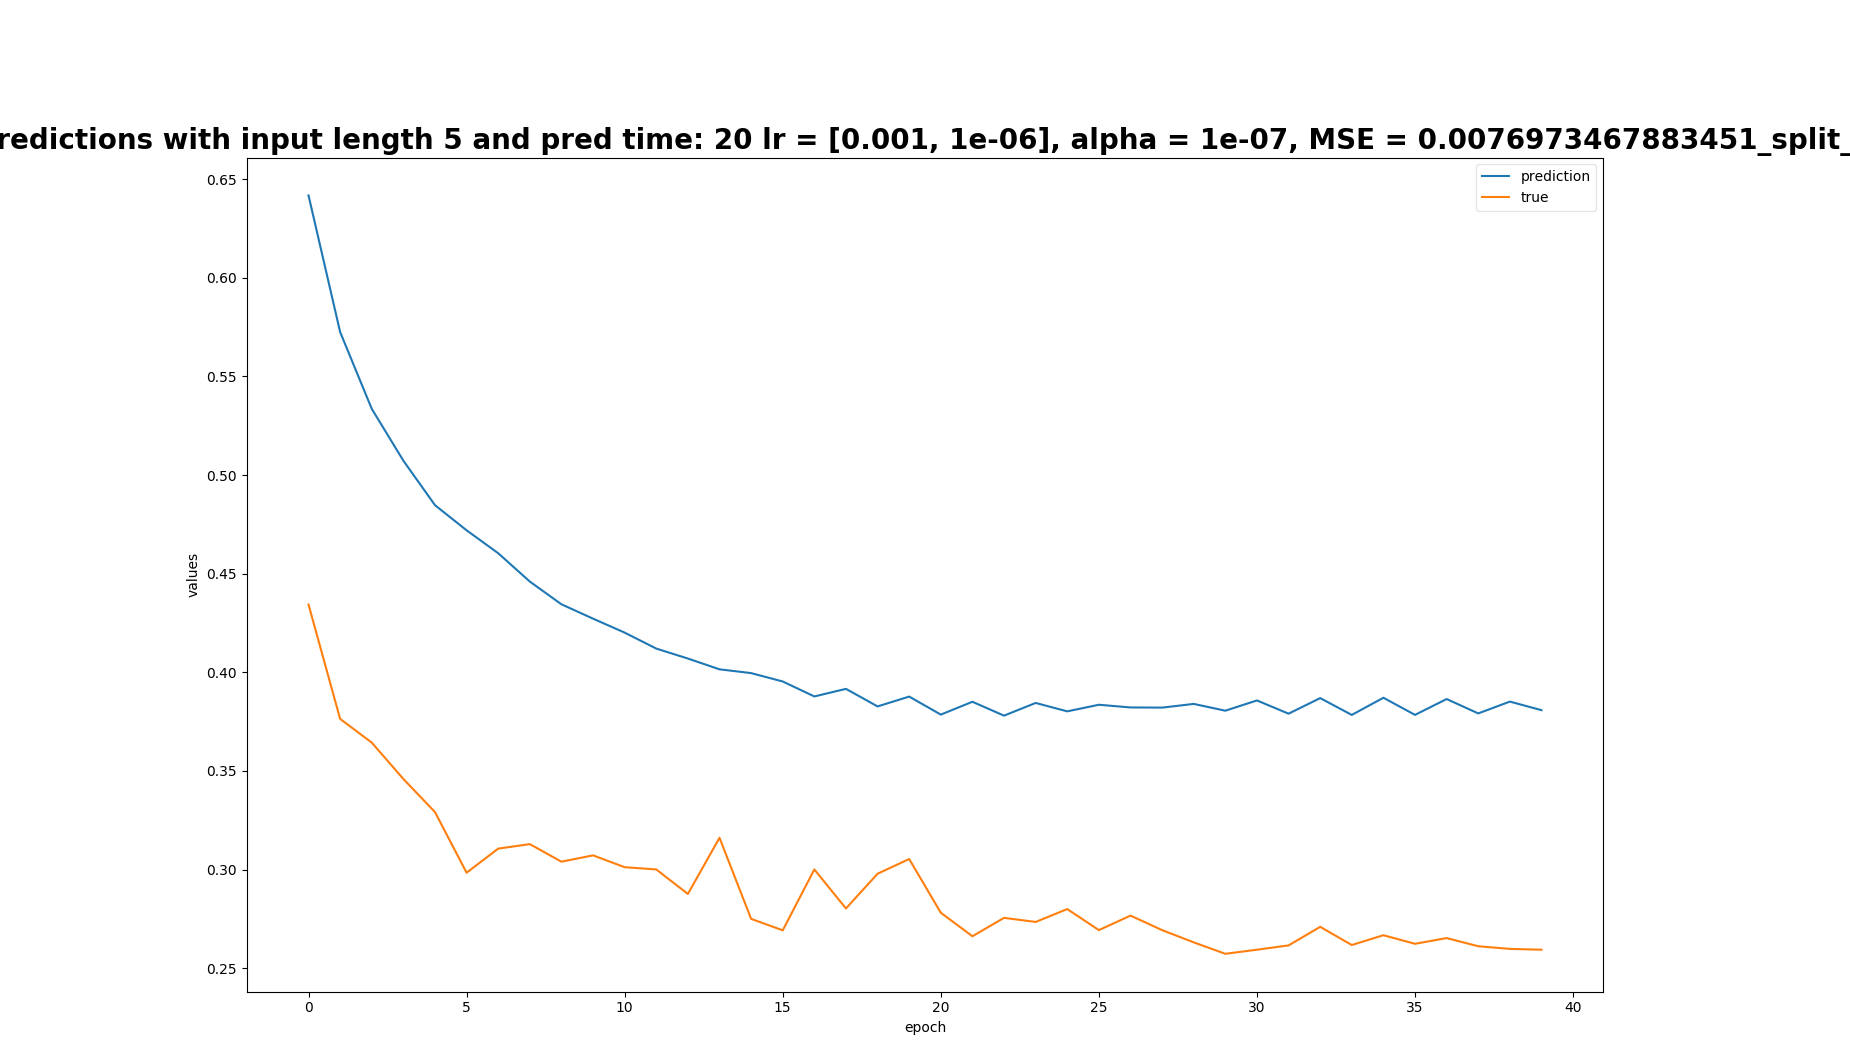 redictions with input length 5 and pred time: 20 lr = [0.001, 1e-06], alpha = 1e-07, MSE = 0.0076973467883451_split_
prediction
true
0.65
0.60
0.55
0.50
0.45
0.40
0.35
0.30
0.25
values
0 5 10 15 20 25 30 35 40
epoch